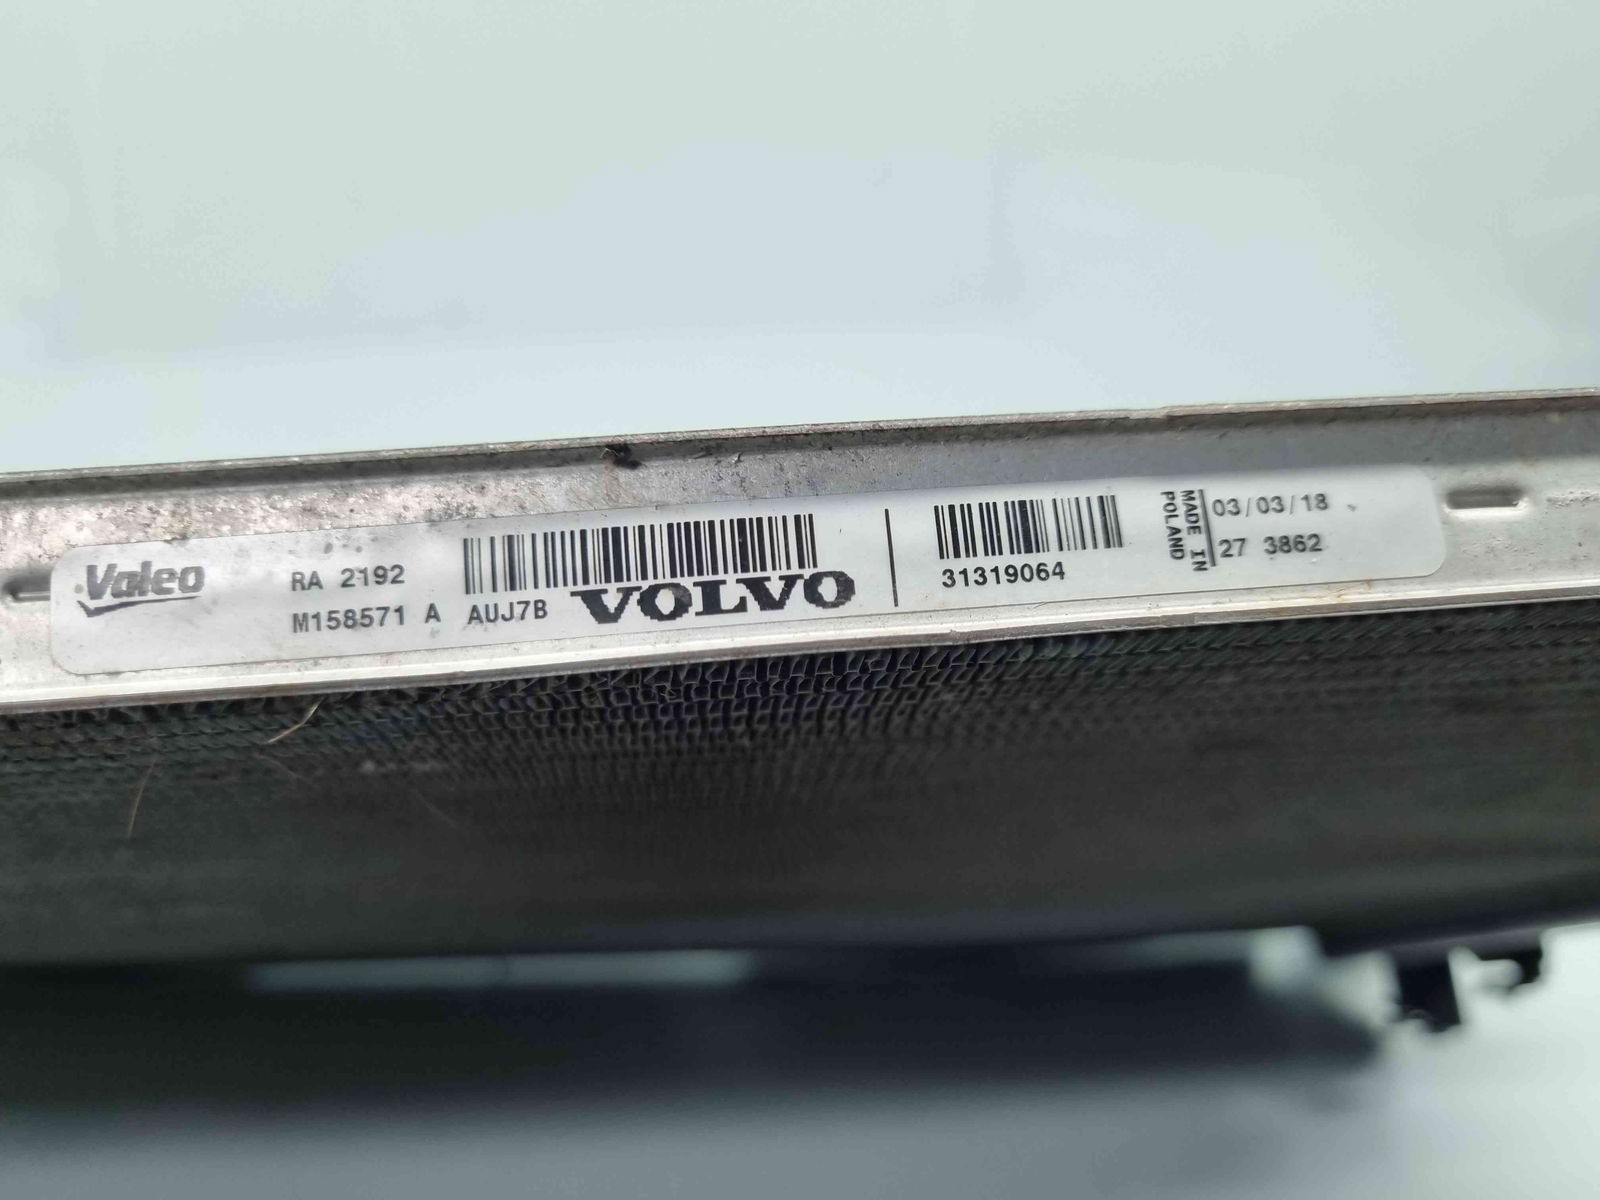 Valeo
RA 2192
M158571 A AUJ7B VOLVO
31319064
MADE IN
POLAND
03/03/18
27 3862